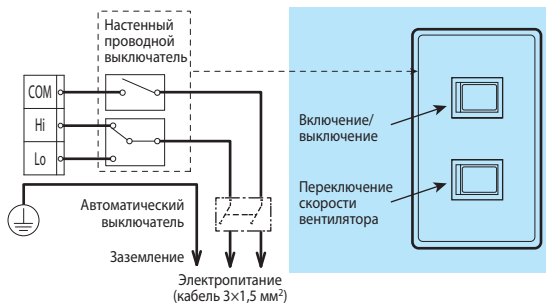 Настенный
проводной
выключатель
COM
Hi
Lo
Автоматический
выключатель
Заземление
Электропитание
(кабель 3×1,5 мм²)
Включение/
выключение
Переключение
скорости
вентилятора